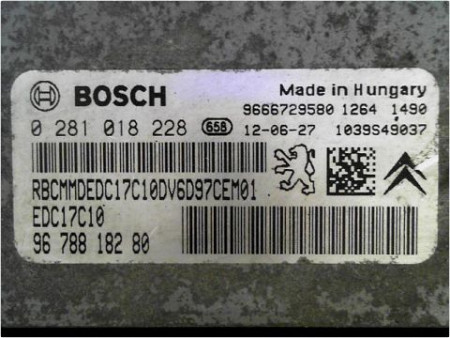 BOSCH
Made in Hungary
9666729580 1264 1490
0 281 018 228 658 12-06-27 1039S49037
RBCMMDEDC17C10DV6D97CEM01
EDC17C10
96 788 182 80